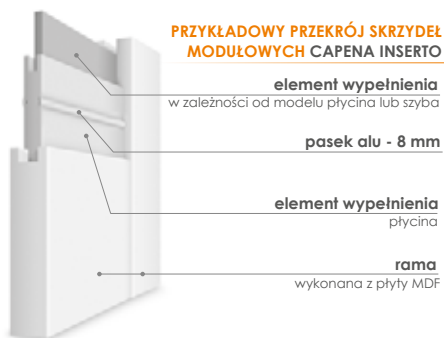 PRZYKŁADOWY PRZEKRÓJ SKRZYDEŁ
MODUŁOWYCH CAPENA INSERTO
element wypełnienia
w zależności od modelu płycina lub szyba
pasek alu - 8 mm
element wypełnienia
płycina
rama
wykonana z płyty MDF